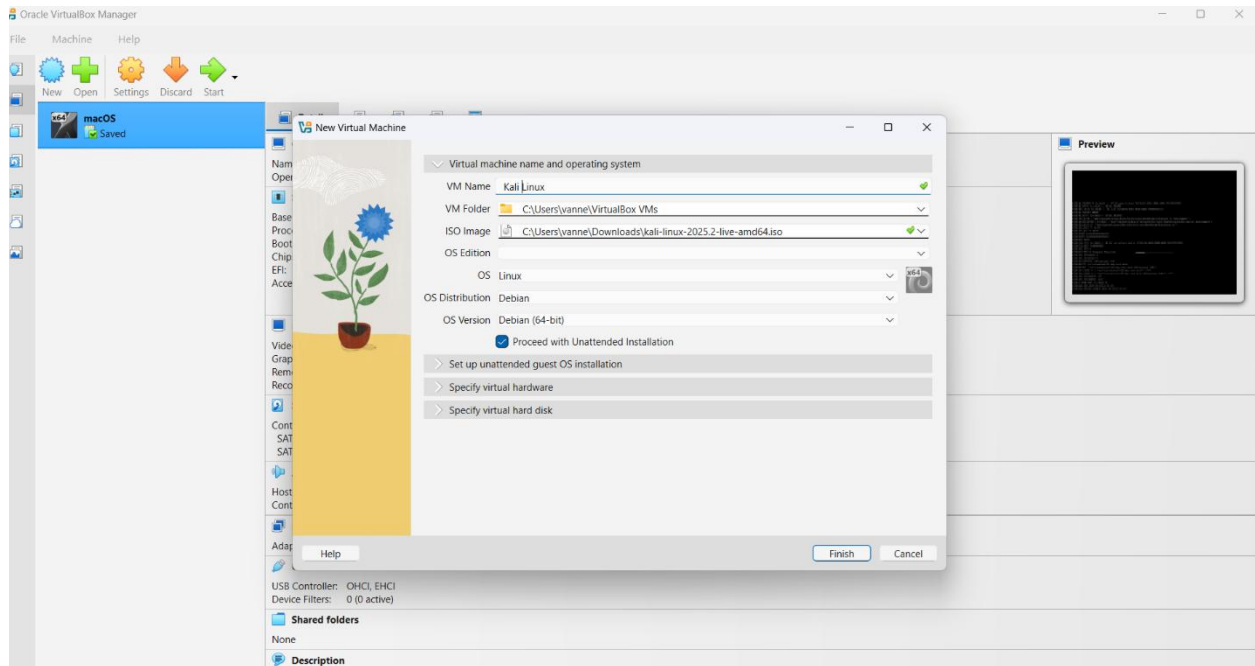 Oracle VirtualBox Manager
File Machine Help
New Open Settings Discard Start
macOS
Saved
New Virtual Machine
Preview
Virtual machine name and operating system
VM Name Kali Linux
VM Folder C:\Users\vanne\VirtualBox VMs
ISO Image C:\Users\vanne\Downloads\kali-linux-2025.2-live-amd64.iso
OS Edition
OS Linux
x64
OS Distribution Debian
OS Version Debian (64-bit)
Proceed with Unattended Installation
Set up unattended guest OS installation
Specify virtual hardware
Specify virtual hard disk
Help Finish Cancel
USB Controller: OHCI, EHCI
Device Filters: 0 (0 active)
Shared folders
None
Description